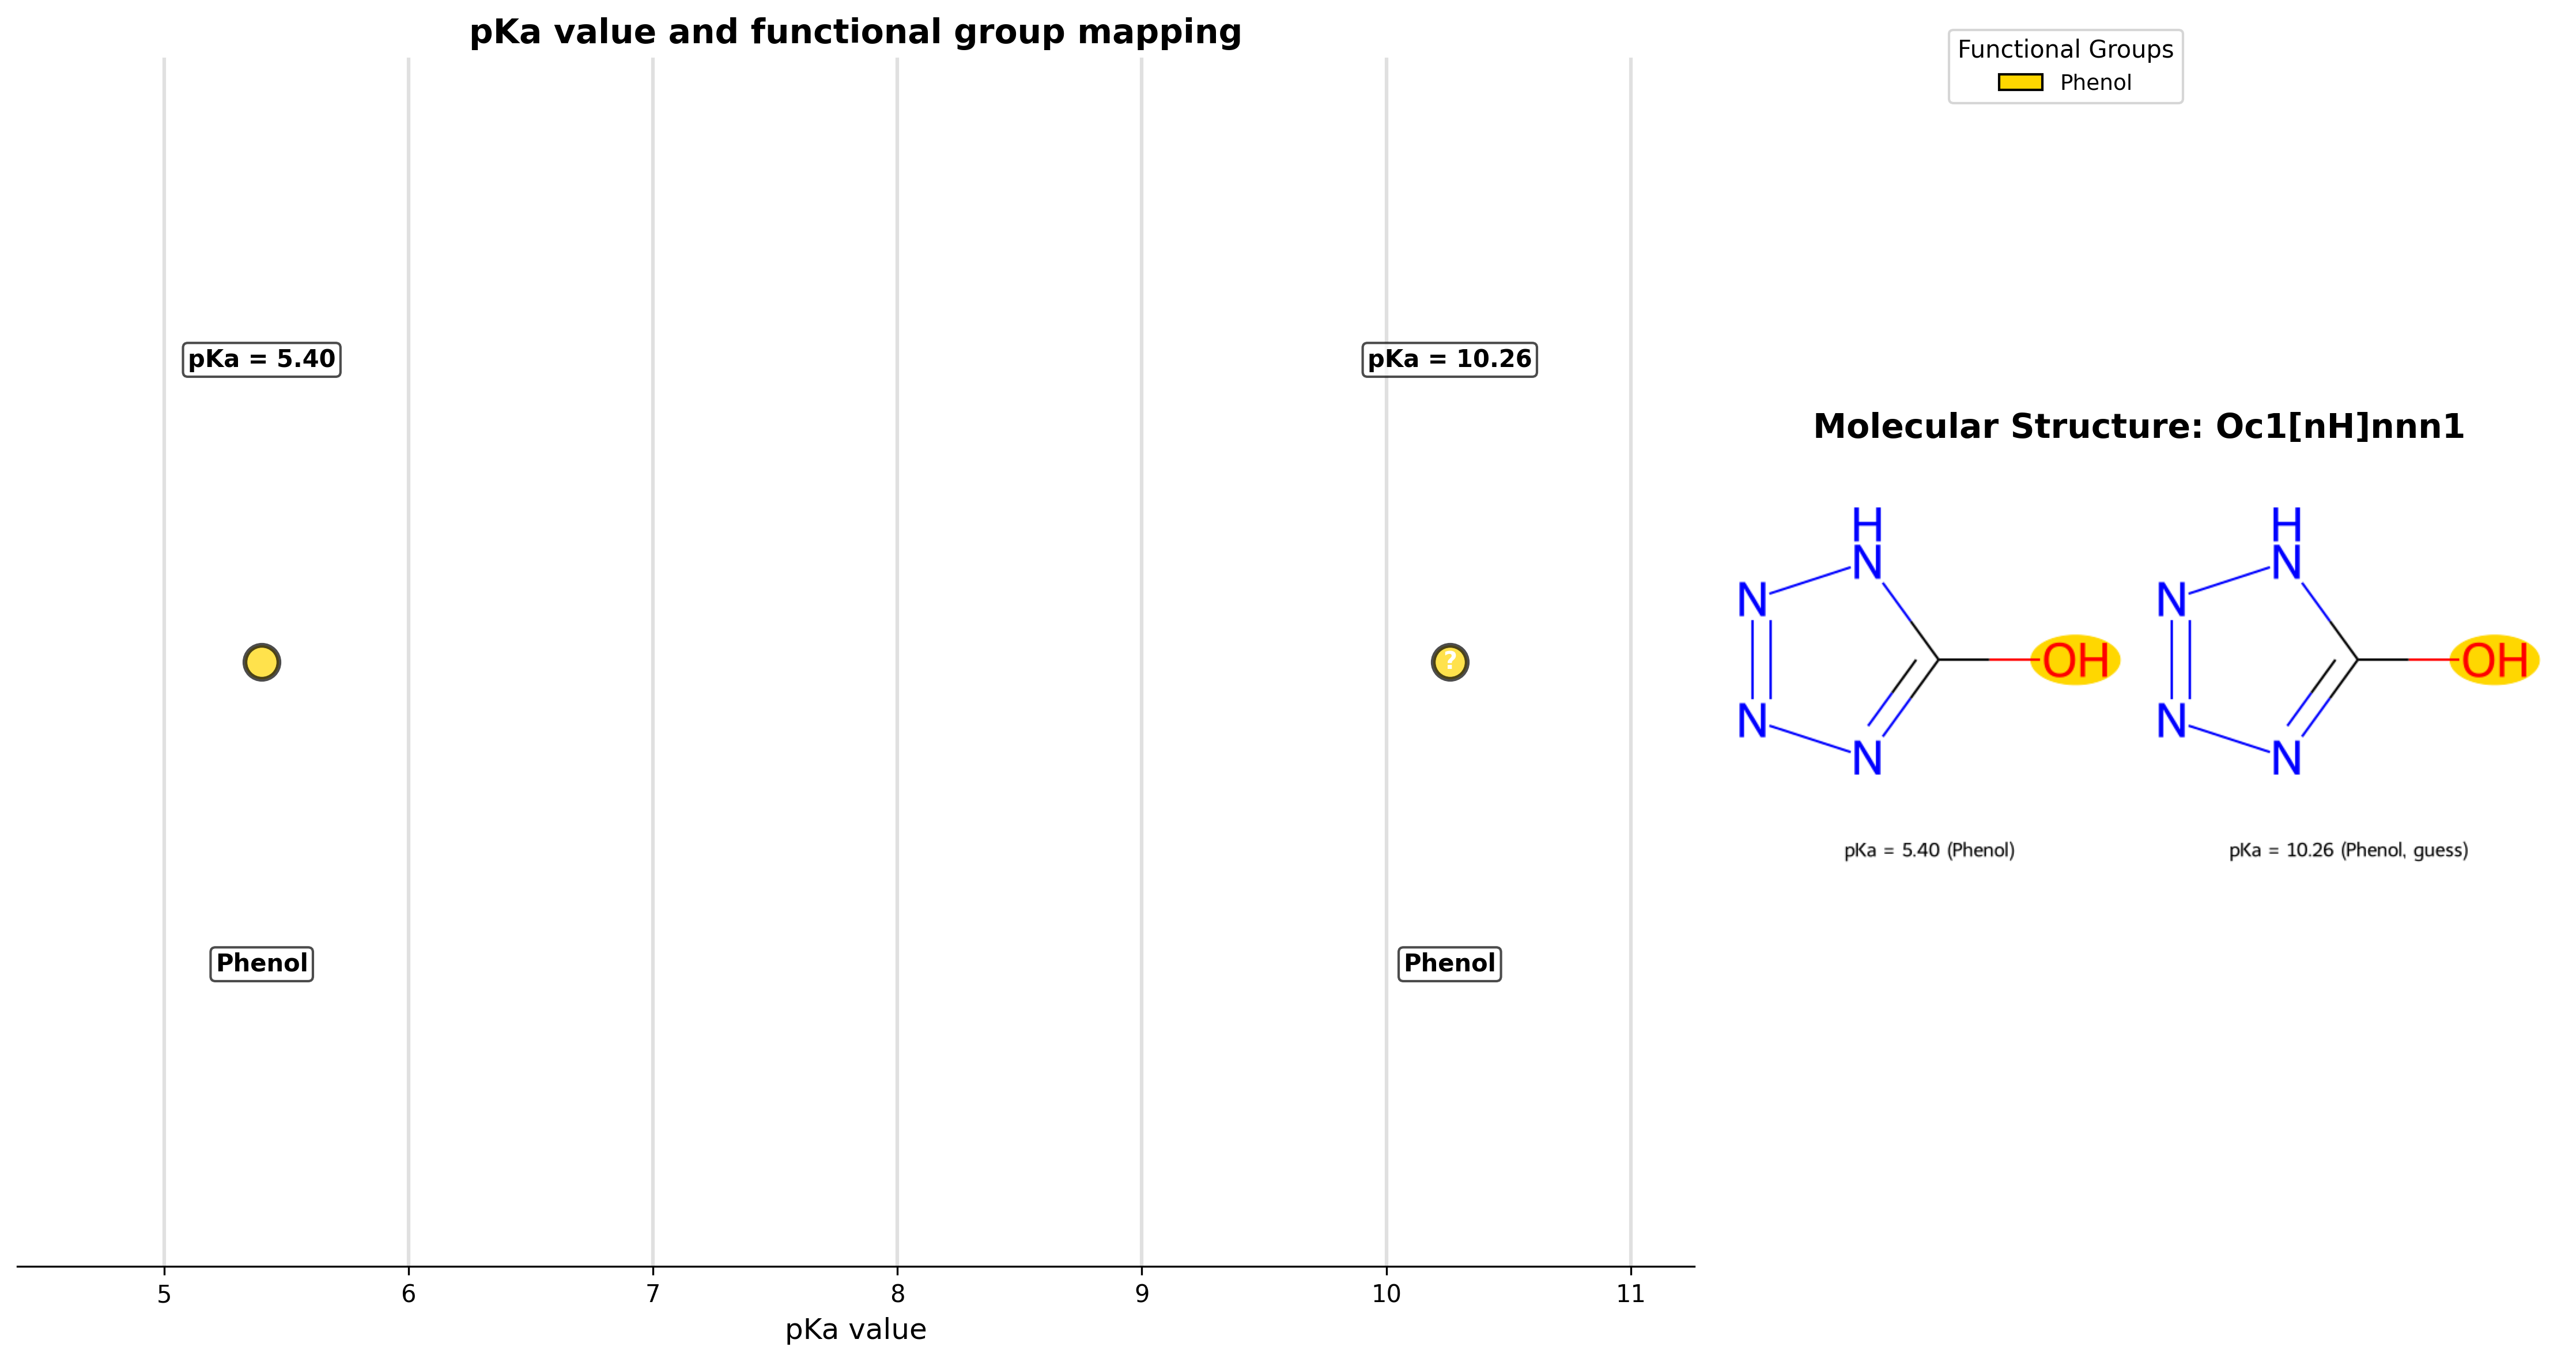 pKa value and functional group mapping
Functional Groups
Phenol
pKa = 5.40
pKa = 10.26
?
Phenol
Phenol
5 6 7 8 9 10 11
pKa value
Molecular Structure: Oc1[nH]nnn1
H
N
N
N
N
OH
H
N
N
N
N
OH
pKa = 5.40 (Phenol)
pKa = 10.26 (Phenol, guess)